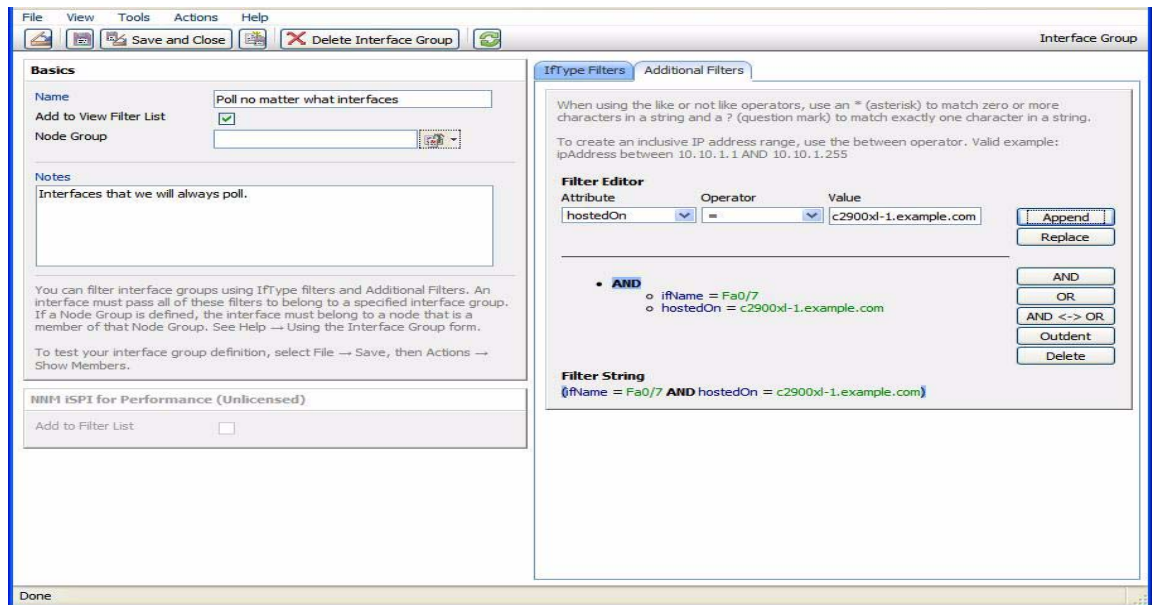 File View Tools Actions Help
Save and Close Delete Interface Group Interface Group
Basics
Name Poll no matter what interfaces
Add to View Filter List
Node Group
Notes
Interfaces that we will always poll.
You can filter interface groups using IfType filters and Additional Filters. An
interface must pass all of these filters to belong to a specified interface group.
If a Node Group is defined, the interface must belong to a node that is a
member of that Node Group. See Help → Using the Interface Group form.
To test your interface group definition, select File → Save, then Actions →
Show Members.
NNM iSPI for Performance (Unlicensed)
Add to Filter List
IfType Filters Additional Filters
When using the like or not like operators, use an * (asterisk) to match zero or more
characters in a string and a ? (question mark) to match exactly one character in a string.
To create an inclusive IP address range, use the between operator. Valid example:
ipAddress between 10.10.1.1 AND 10.10.1.255
Filter Editor
Attribute Operator Value
hostedOn = c2900xl-1.example.com Append
Replace
AND
OR
AND <-> OR
Outdent
Delete
• AND
o ifName = Fa0/7
o hostedOn = c2900xl-1.example.com
Filter String
(ifName = Fa0/7 AND hostedOn = c2900xl-1.example.com)
Done